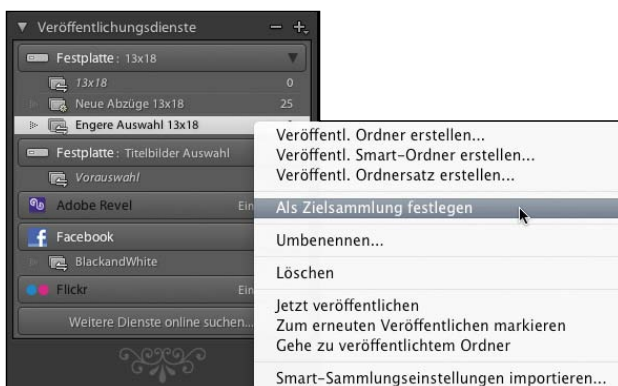 Veröffentlichungsdienste
Festplatte: 13x18
13x18 0
Neue Abzüge 13x18 25
Engere Auswahl 13x18
Festplatte: Titelbilder Auswahl
Vorauswahl
Adobe Revel Ein
Facebook
BlackandWhite
Flickr Ein
Weitere Dienste online suchen...
Veröffentl. Ordner erstellen...
Veröffentl. Smart-Ordner erstellen...
Veröffentl. Ordnersatz erstellen...
Als Zielsammlung festlegen
Umbenennen...
Löschen
Jetzt veröffentlichen
Zum erneuten Veröffentlichen markieren
Gehe zu veröffentlichtem Ordner
Smart-Sammlungseinstellungen importieren...